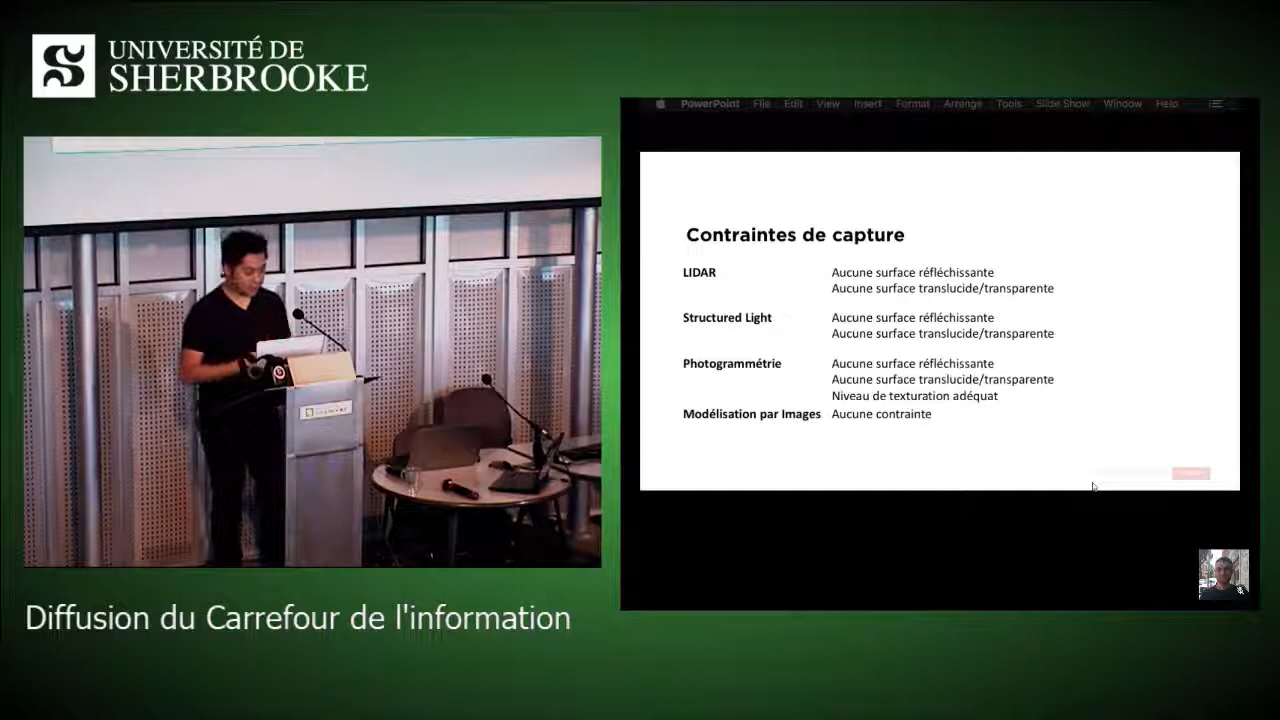 UNIVERSITÉ DE
SHERBROOKE
PowerPoint File Edit View Insert Format Arrange Tools Slide Show Window Help
Contraintes de capture
LIDAR Aucune surface réfléchissante
Aucune surface translucide/transparente
Structured Light Aucune surface réfléchissante
Aucune surface translucide/transparente
Photogrammétrie Aucune surface réfléchissante
Aucune surface translucide/transparente
Niveau de texturation adéquat
Modélisation par Images Aucune contrainte
Diffusion du Carrefour de l'information